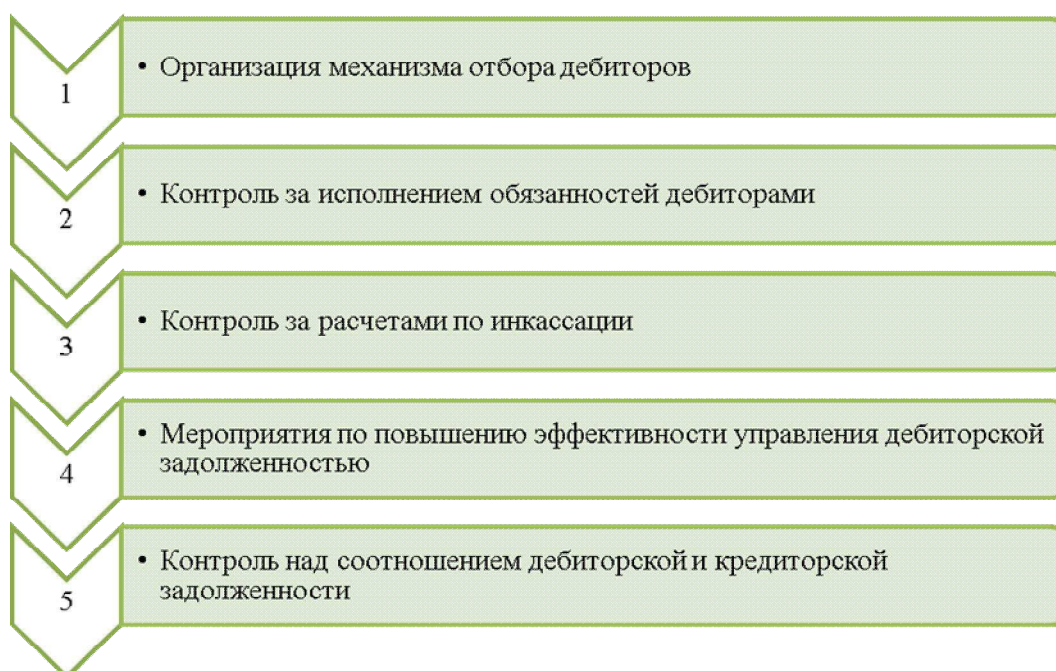 1
• Организация механизма отбора дебиторов
2
• Контроль за исполнением обязанностей дебиторами
3
• Контроль за расчетами по инкассации
4
• Мероприятия по повышению эффективности управления дебиторской
задолженностью
5
• Контроль над соотношением дебиторской и кредиторской
задолженности